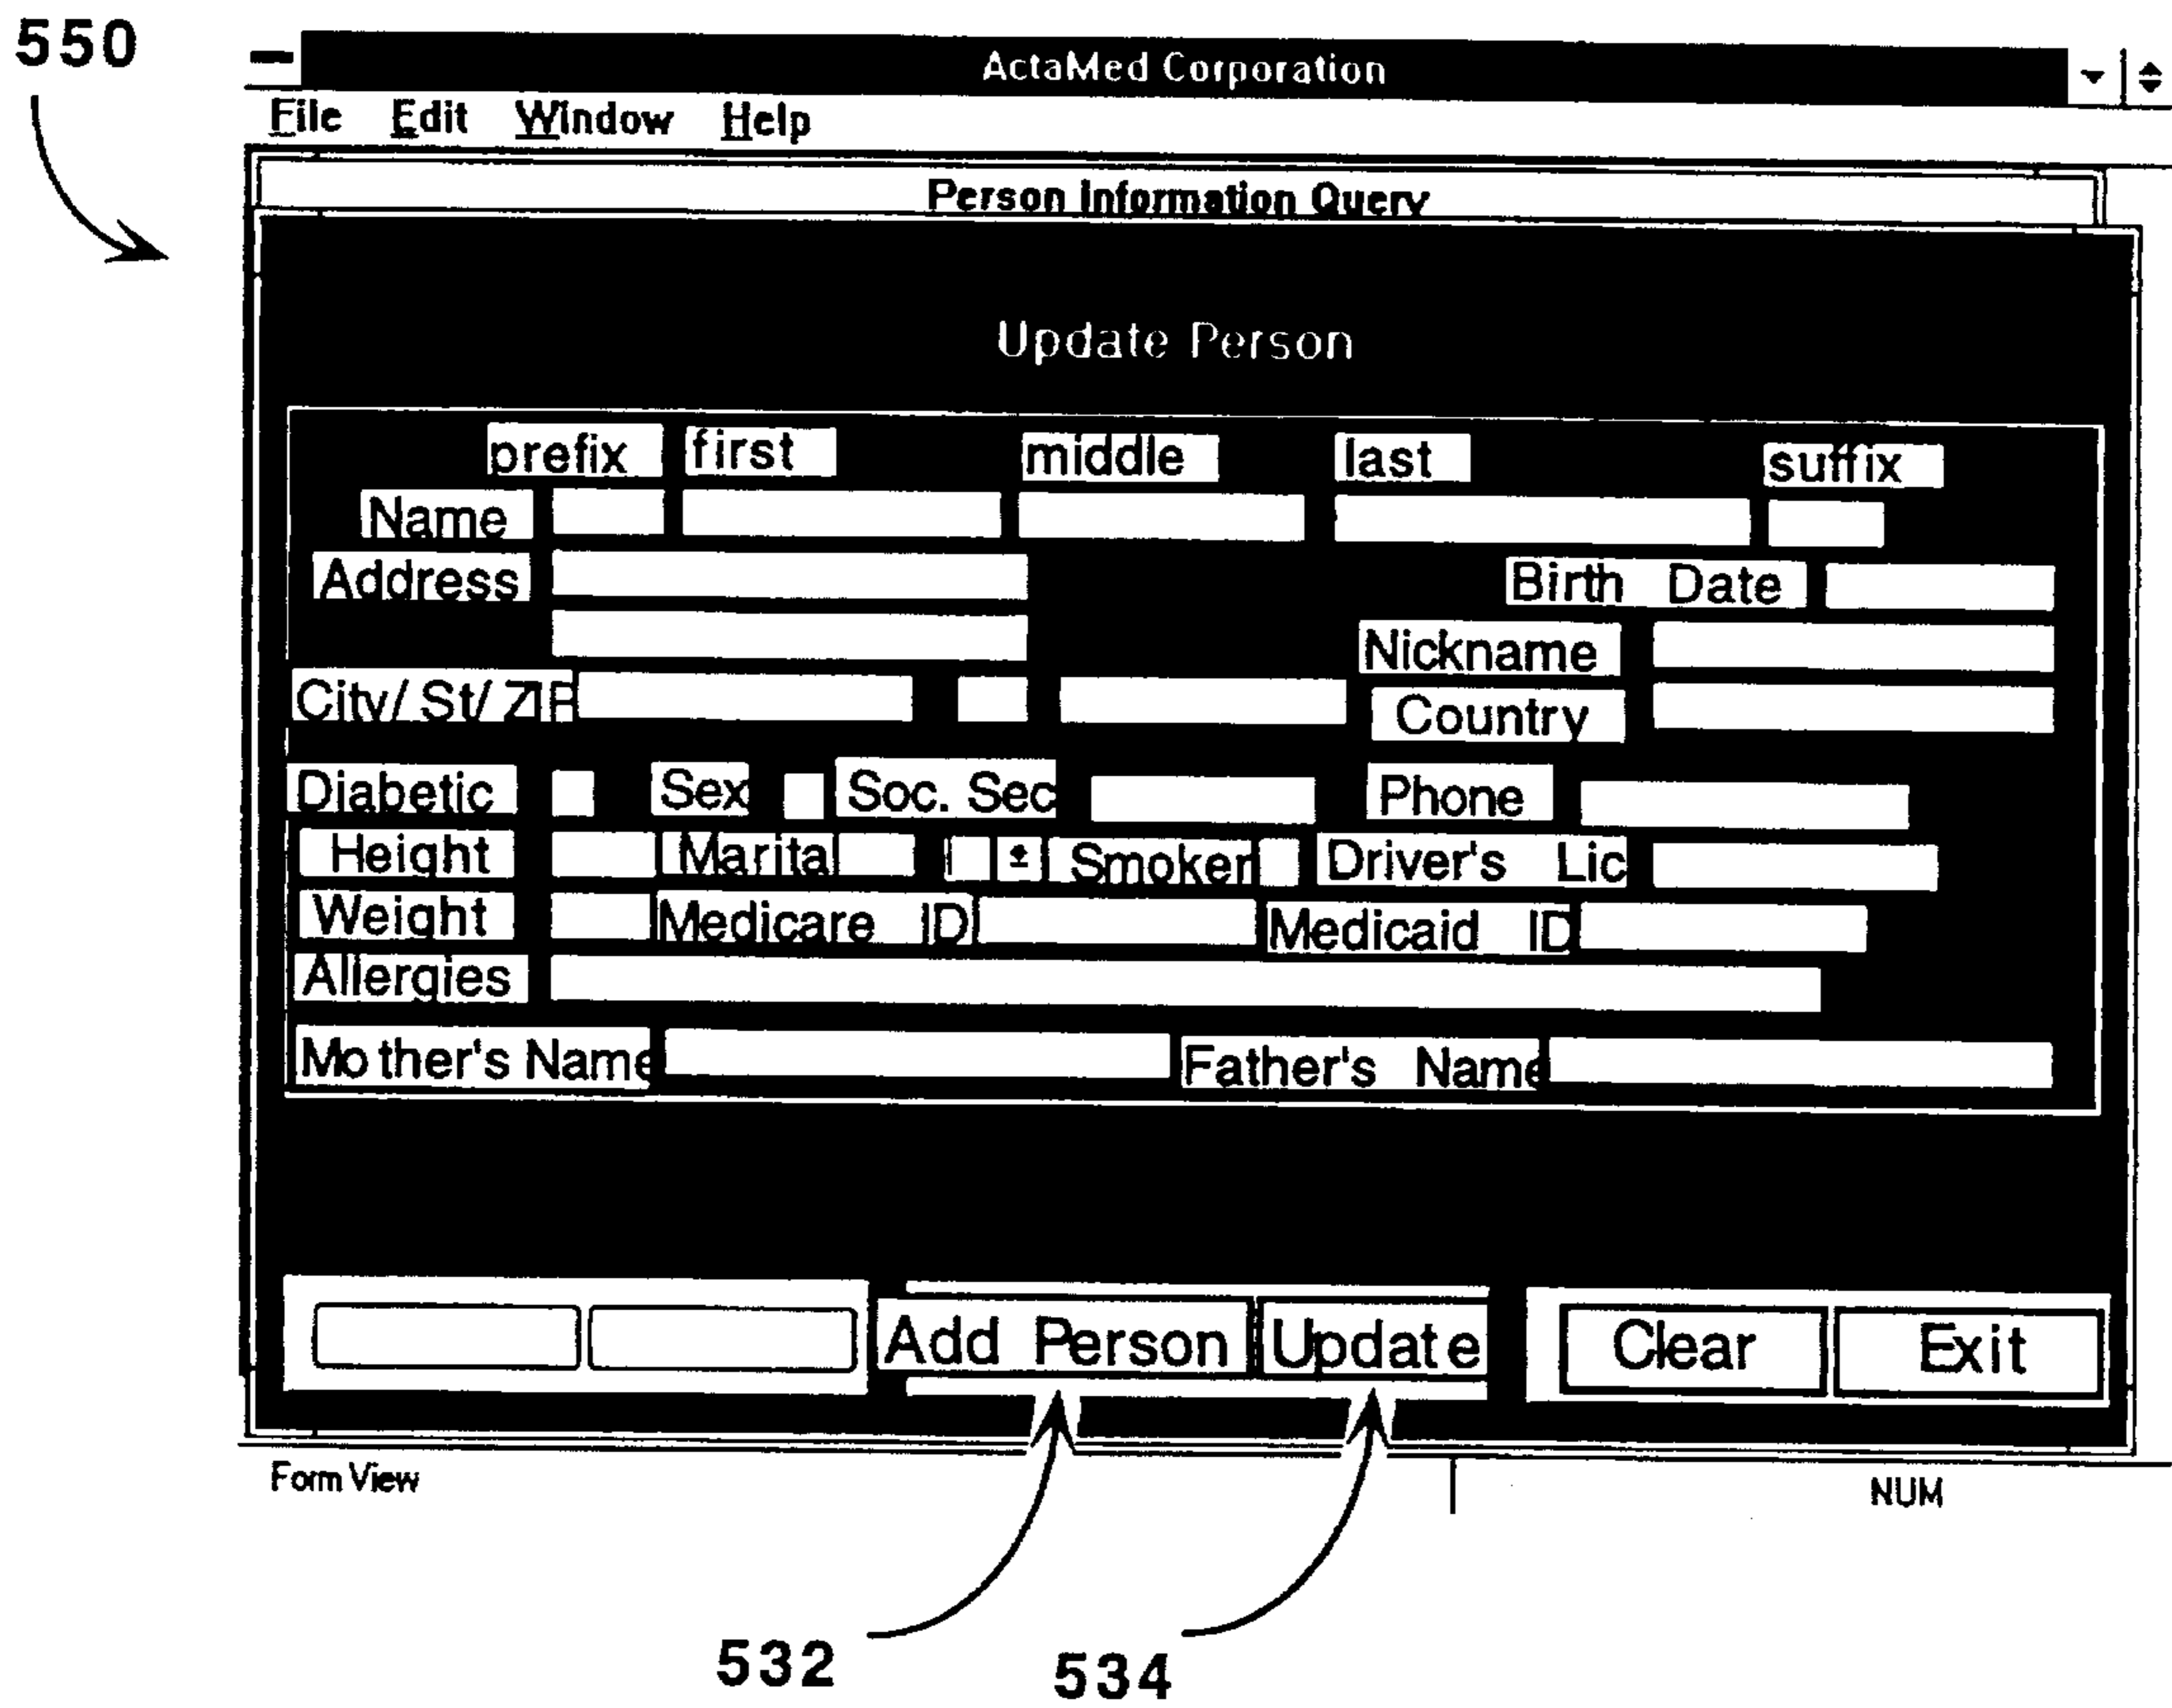 550
ActaMed Corporation
File Edit Window Help
Person Information Query
Update Person
prefix first middle last suffix
Name
Address Birth Date
Nickname
City/ St/ ZIP Country
Diabetic Sex Soc. Sec Phone
Height Marital Smoker Driver's Lic
Weight Medicare ID Medicaid ID
Allergies
Mother's Name Father's Name
Add Person Update Clear Exit
Form View NUM
532 534